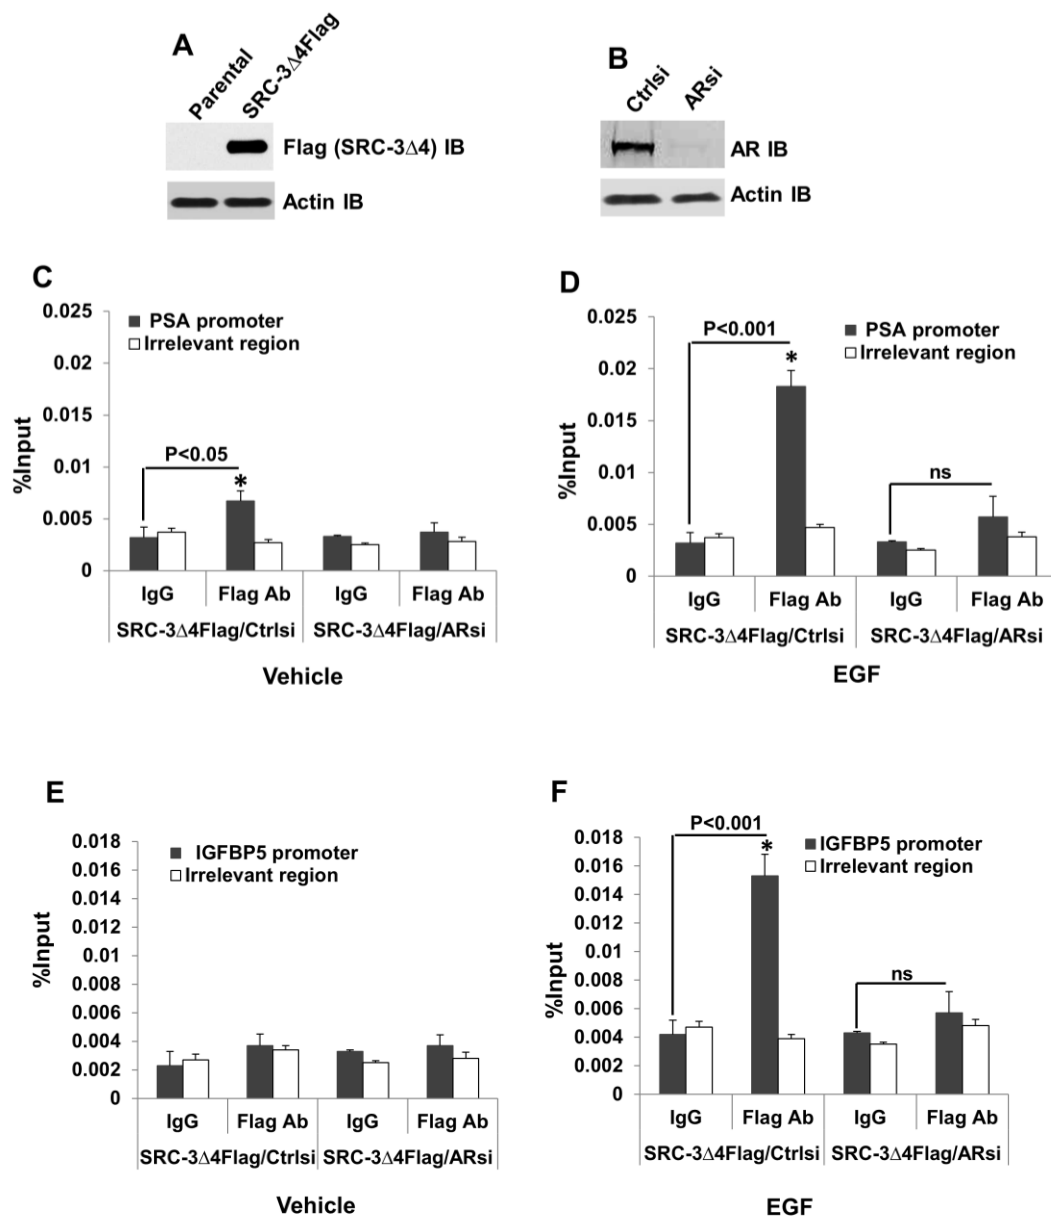 A
Parental
SRC-3Δ4Flag
Flag (SRC-3Δ4) IB
Actin IB
B
Ctrlsi
ARsi
AR IB
Actin IB
C
0.025
0.02
0.015
0.01
0.005
0
%Input
PSA promoter
Irrelevant region
P<0.05
*
IgG
Flag Ab
IgG
Flag Ab
SRC-3Δ4Flag/Ctrlsi
SRC-3Δ4Flag/ARsi
Vehicle
D
0.025
0.02
0.015
0.01
0.005
0
%Input
P<0.001
*
PSA promoter
Irrelevant region
ns
IgG
Flag Ab
IgG
Flag Ab
SRC-3Δ4Flag/Ctrlsi
SRC-3Δ4Flag/ARsi
EGF
E
0.018
0.016
0.014
0.012
0.01
0.008
0.006
0.004
0.002
0
%Input
IGFBP5 promoter
Irrelevant region
IgG
Flag Ab
IgG
Flag Ab
SRC-3Δ4Flag/Ctrlsi
SRC-3Δ4Flag/ARsi
Vehicle
F
0.018
0.016
0.014
0.012
0.01
0.008
0.006
0.004
0.002
0
%Input
P<0.001
*
IGFBP5 promoter
Irrelevant region
ns
IgG
Flag Ab
IgG
Flag Ab
SRC-3Δ4Flag/Ctrlsi
SRC-3Δ4Flag/ARsi
EGF